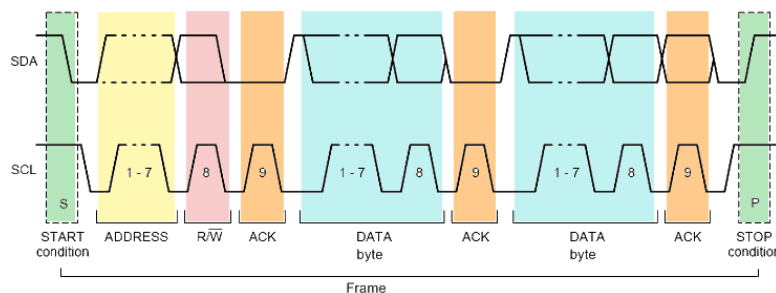 SDA
SCL
1 - 7 8 9 1 - 7 8 9 1 - 7 8 9
S P
START ADDRESS R/W̅ ACK DATA ACK DATA ACK STOP
condition byte byte condition
Frame